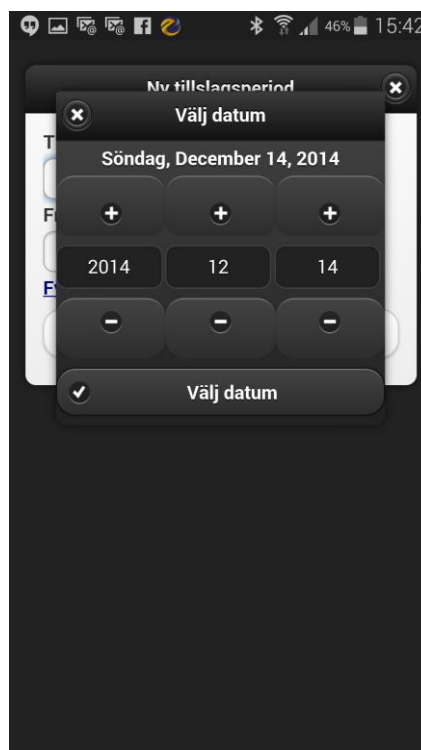 46% 15:42
Ny tillslagsperiod
Välj datum
T
Söndag, December 14, 2014
F
2014 12 14
F
Välj datum